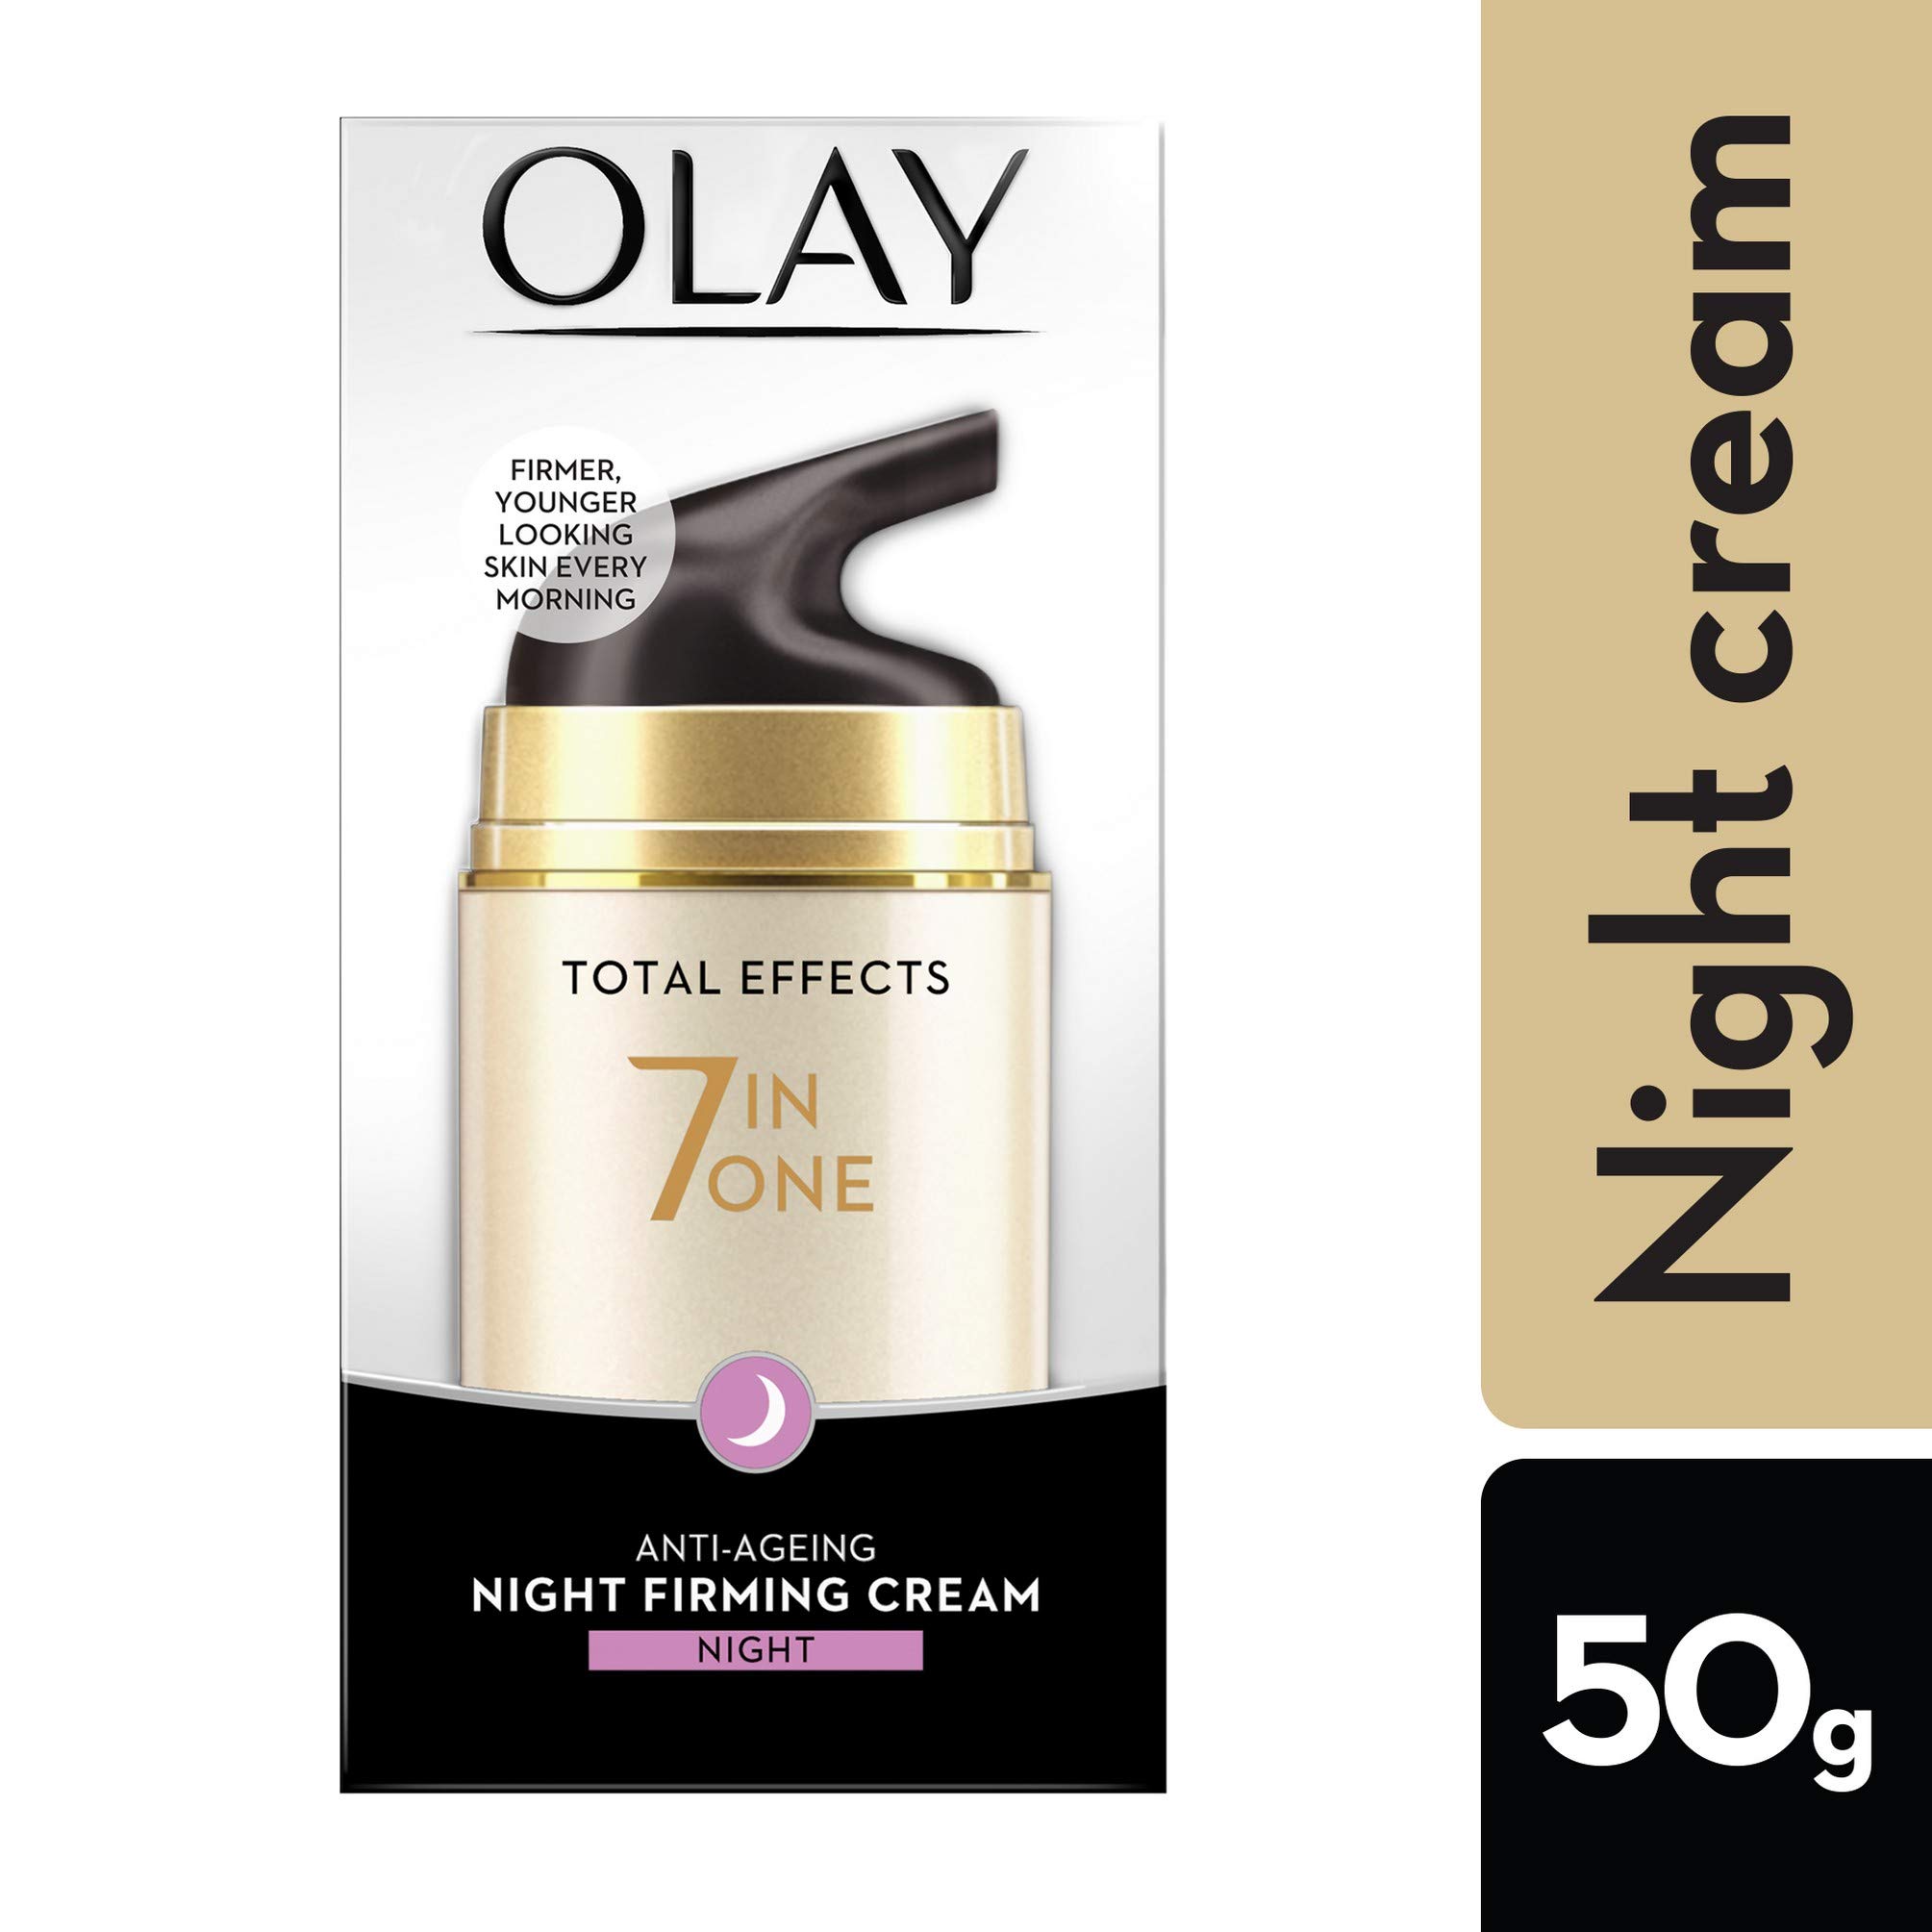 OLAY
FIRMER,
YOUNGER
LOOKING
SKIN EVERY
MORNING
TOTAL EFFECTS
7 IN
ONE
ANTI-AGEING
NIGHT FIRMING CREAM
NIGHT
Night cream
50g